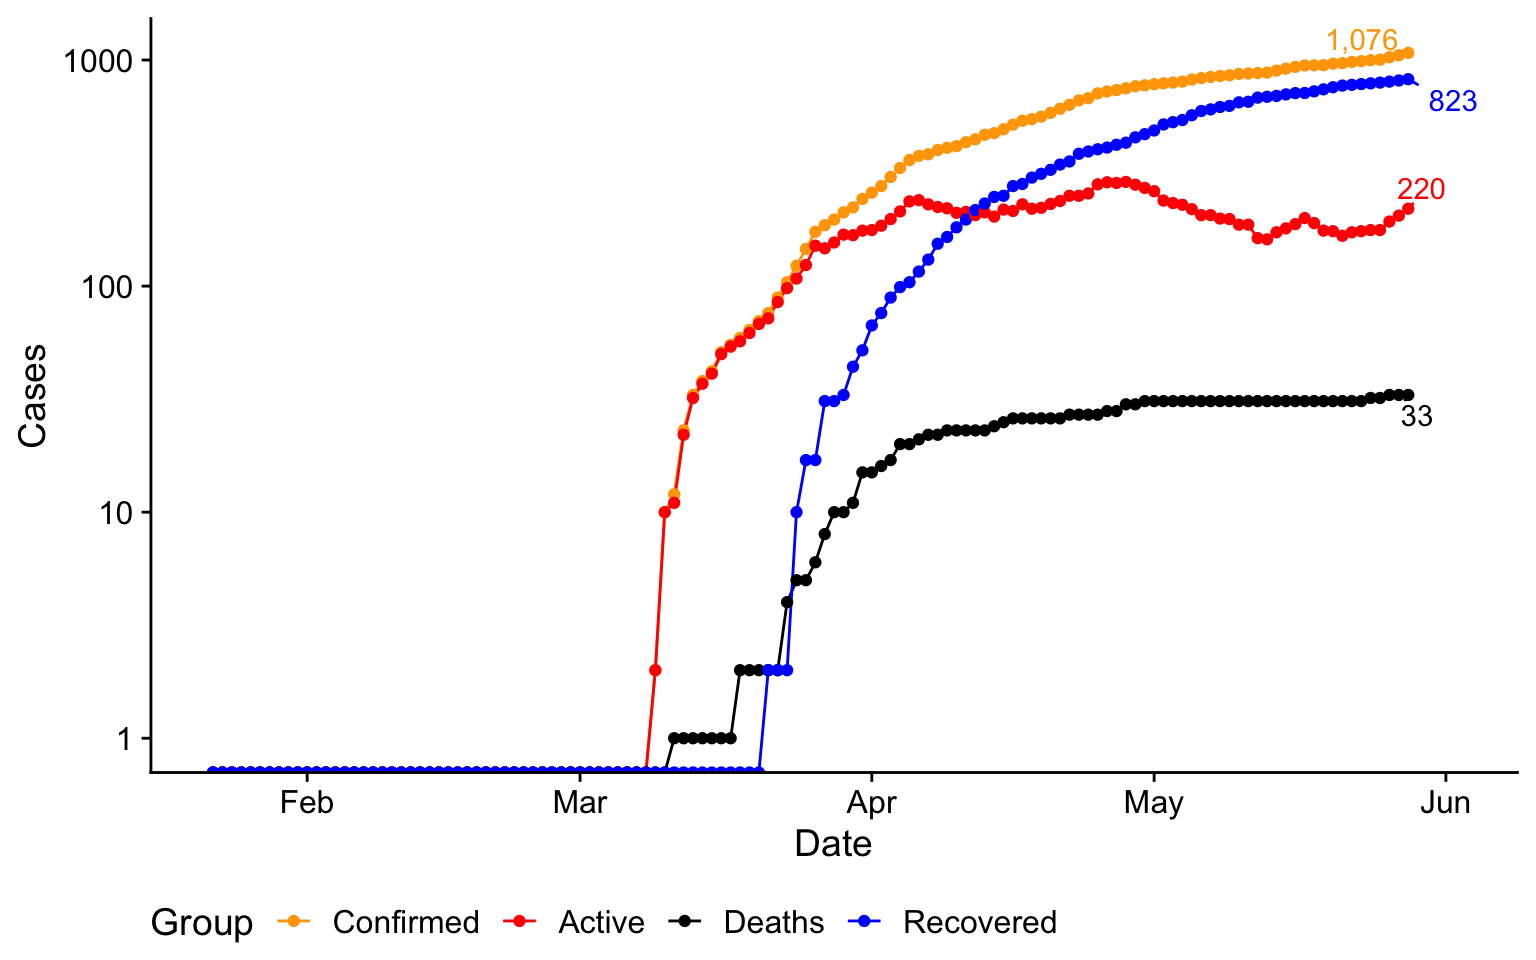 1,076
1000
823
220
100
Cases
33
10
1
Feb Mar Apr May Jun
Date
Group Confirmed Active Deaths Recovered